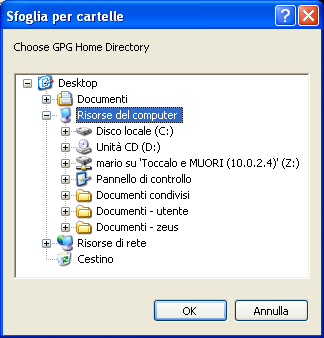 Sfoglia per cartelle
Choose GPG Home Directory
Desktop
Documenti
Risorse del computer
Disco locale (C:)
Unità CD (D:)
mario su 'Toccalo e MUORI (10.0.2.4)' (Z:)
Pannello di controllo
Documenti condivisi
Documenti - utente
Documenti - zeus
Risorse di rete
Cestino
OK
Annulla